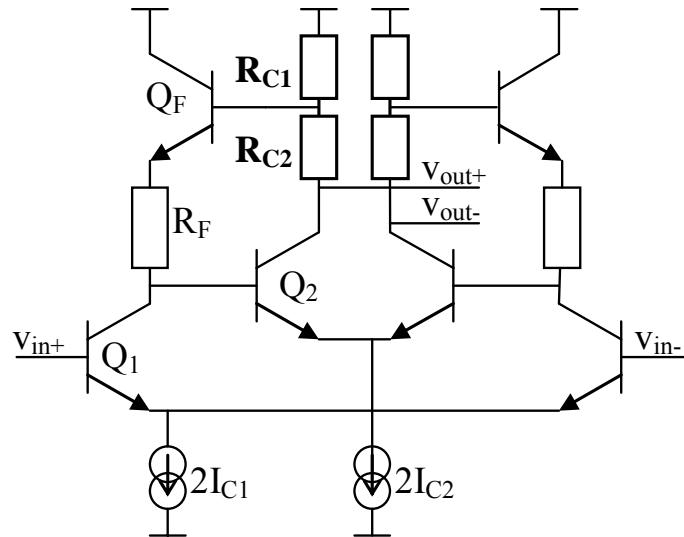 R_C1
Q_F
R_C2
v_out+
R_F
v_out-
Q_2
v_in+
Q_1
v_in-
2I_C1
2I_C2